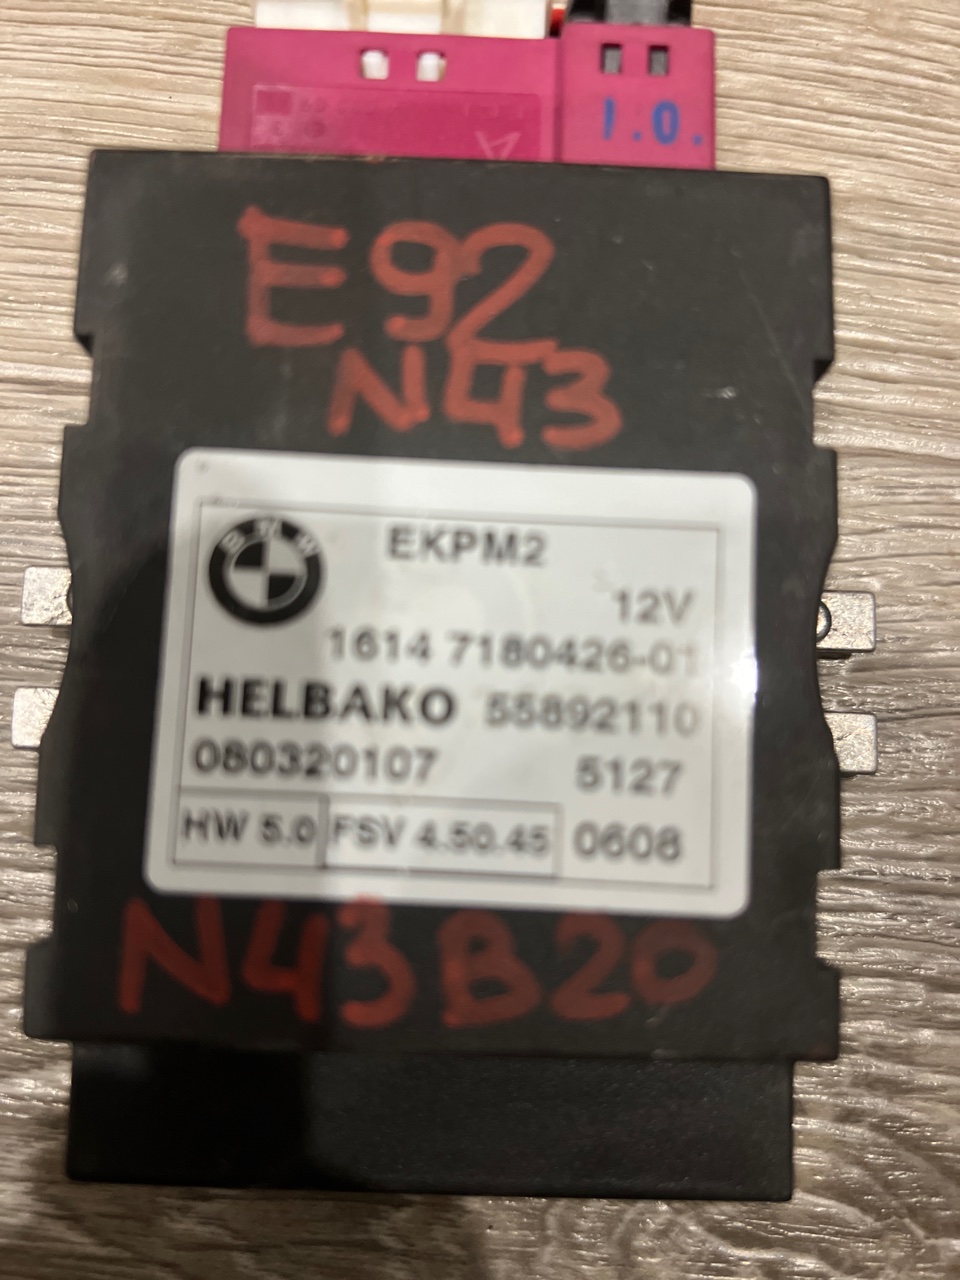 I.O.
E92
N43
BMW
EKPM2
12V
1614 7180426-01
HELBAKO 55892110
080320107 5127
HW 5.0 FSV 4.50.45 0608
N43B20